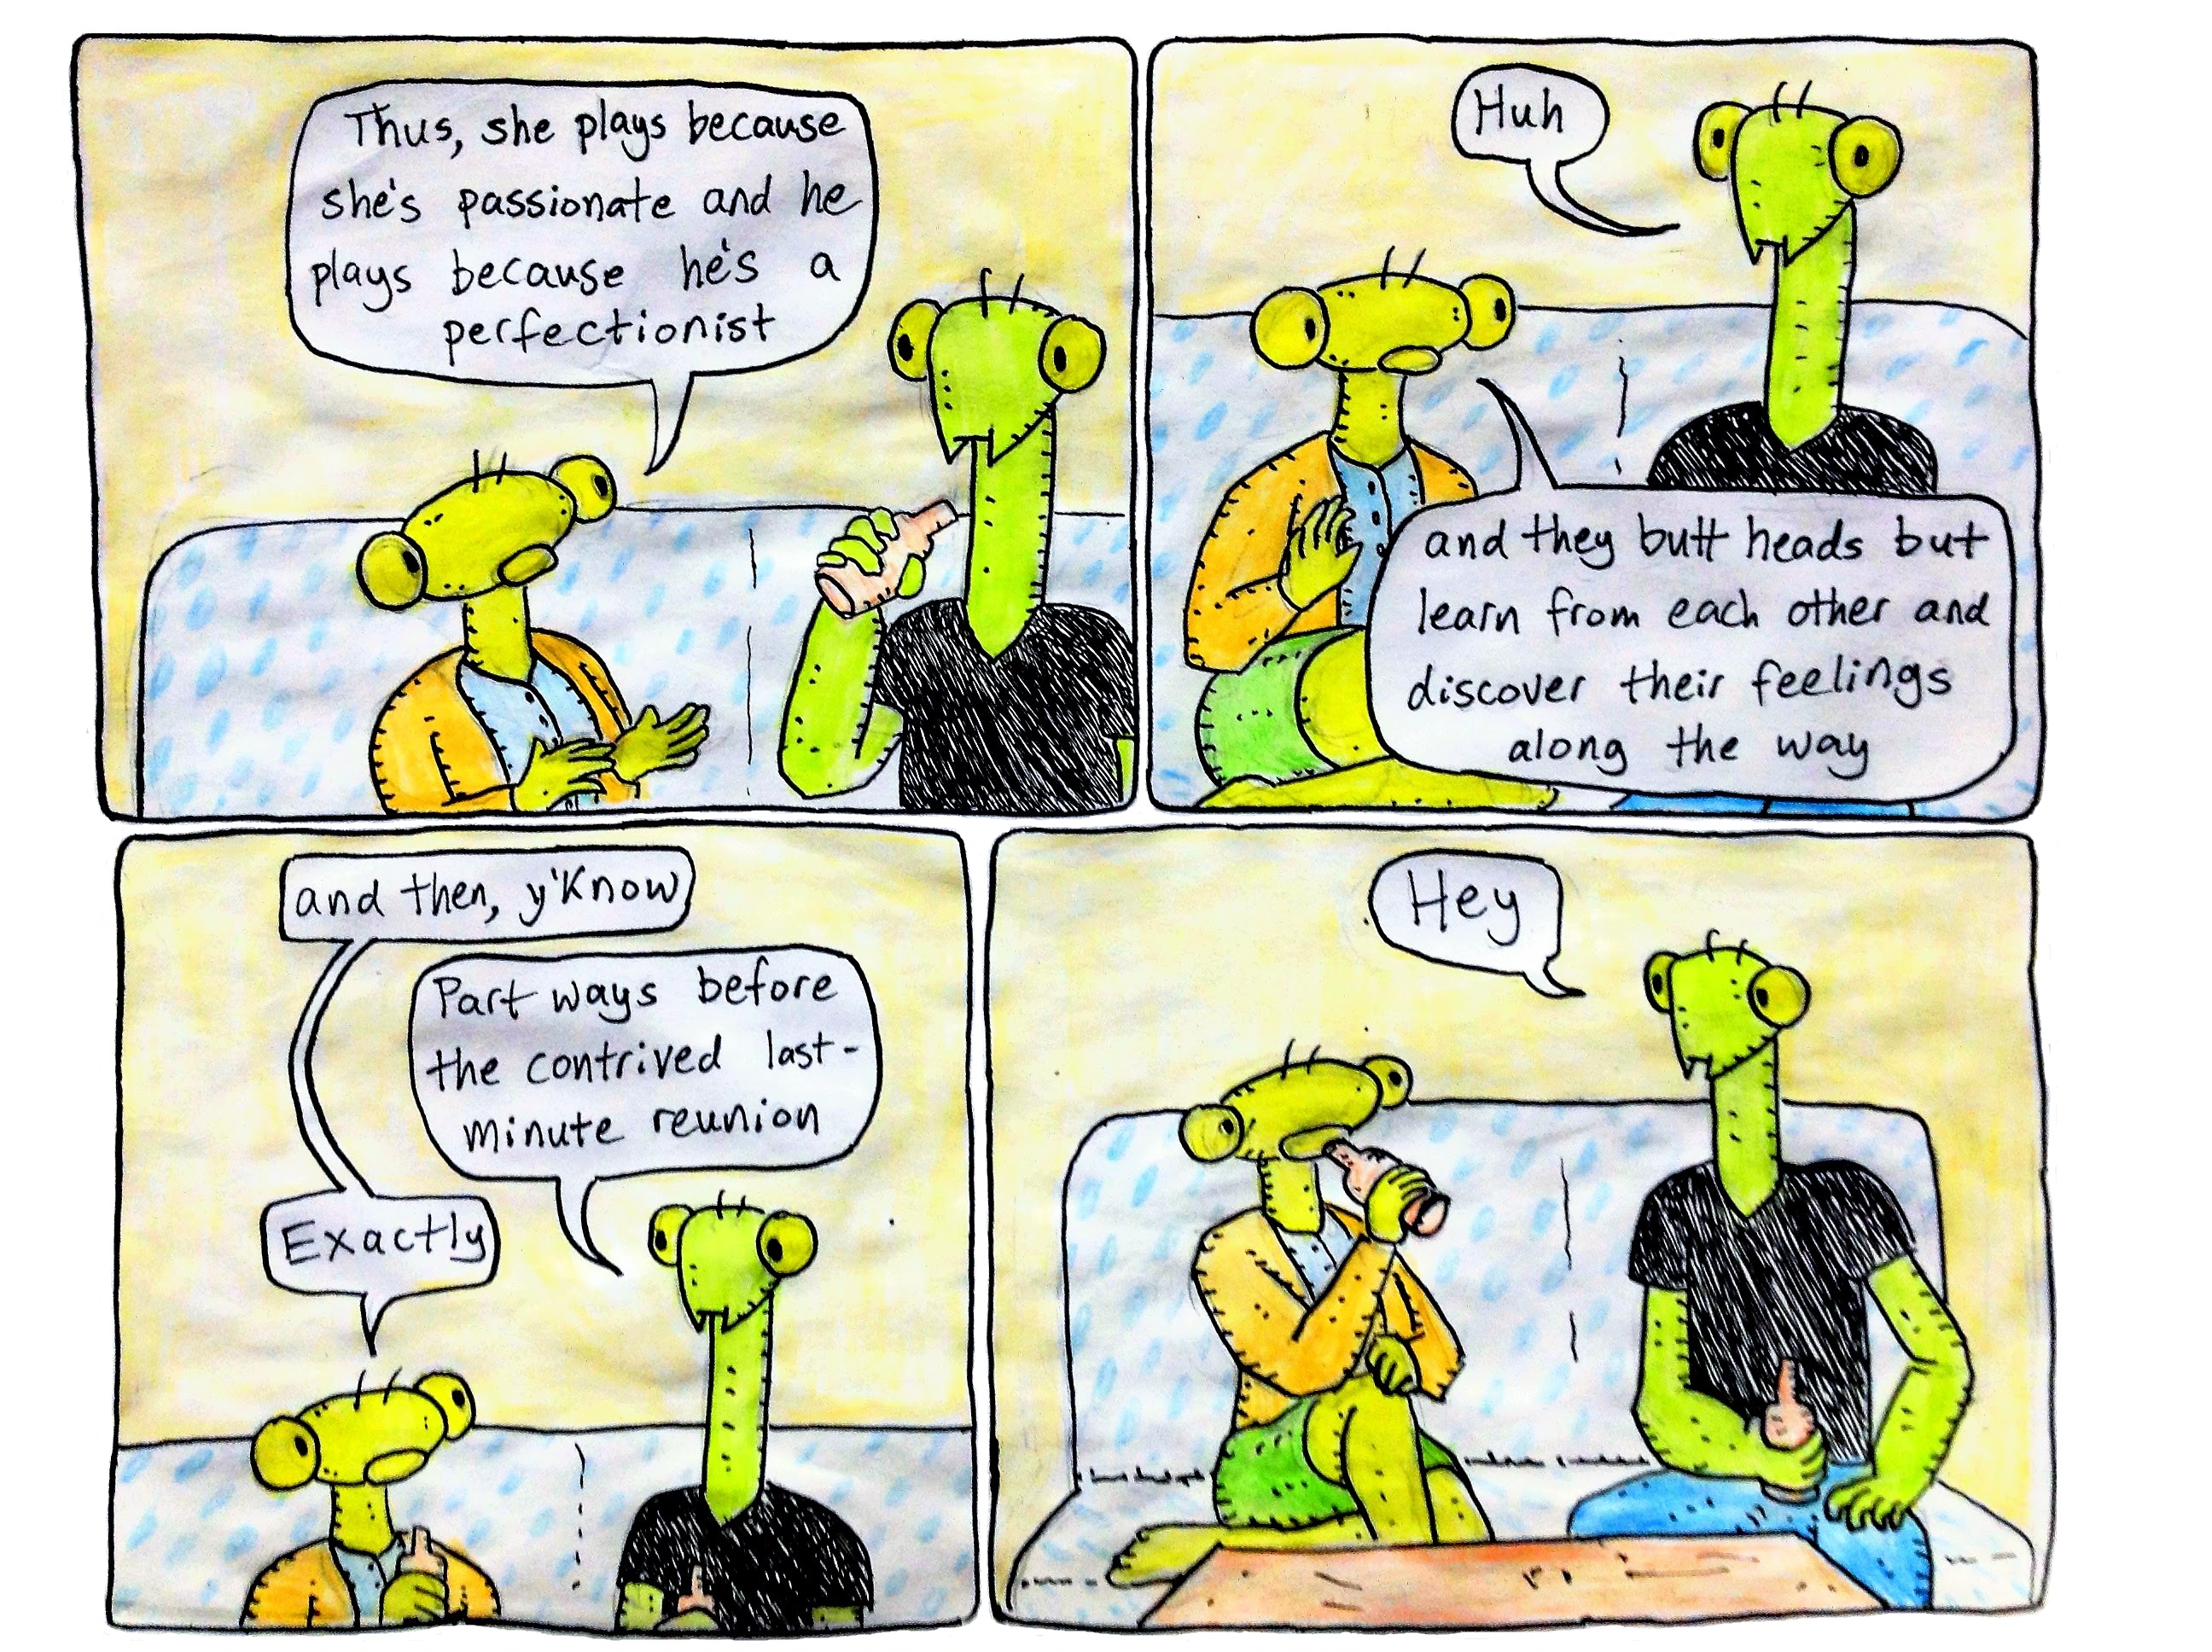 Thus, she plays because
she's passionate and he
plays because he's a
perfectionist
Huh
and they butt heads but
learn from each other and
discover their feelings
along the way
and then, y'know
Part ways before
the contrived last-
minute reunion
Exactly
Hey